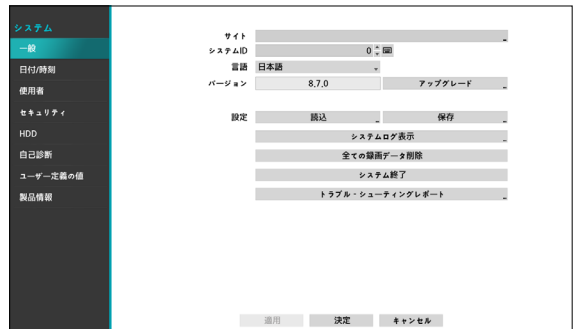 システム
一般
日付/時刻
使用者
セキュリティ
HDD
自己診断
ユーザー定義の値
製品情報
サイト
システムID 0
言語 日本語
バージョン 8.7.0 アップグレード
設定 読込 保存
システムログ表示
全ての録画データ削除
システム終了
トラブル・シューティングレポート
適用 決定 キャンセル